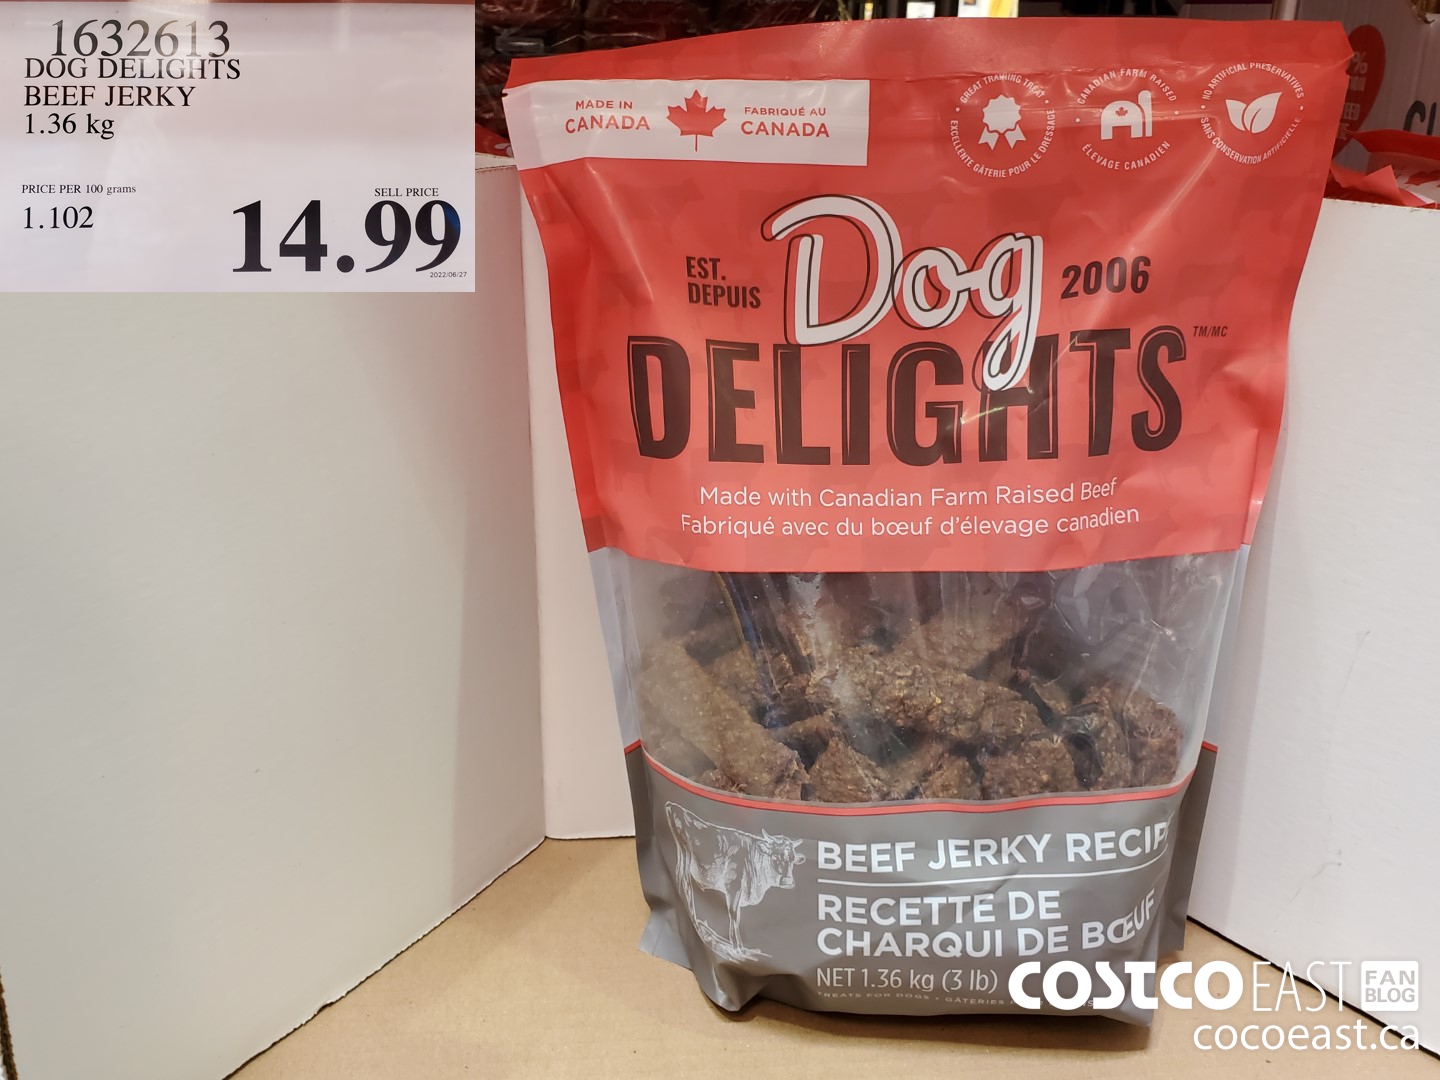 1632613
DOG DELIGHTS
BEEF JERKY
1.36 kg
PRICE PER 100 grams
1.102
SELL PRICE
14.99
2022/06/27
MADE IN
CANADA
FABRIQUÉ AU
CANADA
GREAT TRAINING TREAT
EXCELLENTE GÂTERIE POUR LE DRESSAGE
CANADIAN FARM RAISED
ÉLEVAGE CANADIEN
NO ARTIFICIAL PRESERVATIVES
SANS CONSERVATION ARTIFICIELLE
EST.
DEPUIS
Dog
2006
DELIGHTS
TM/MC
Made with Canadian Farm Raised Beef
Fabriqué avec du bœuf d'élevage canadien
BEEF JERKY RECIP
RECETTE DE
CHARQUI DE BŒUF
NET 1.36 kg (3 lb)
TREATS FOR DOGS • GÂTERIES
COSTCO EAST FAN
BLOG
cocoeast.ca